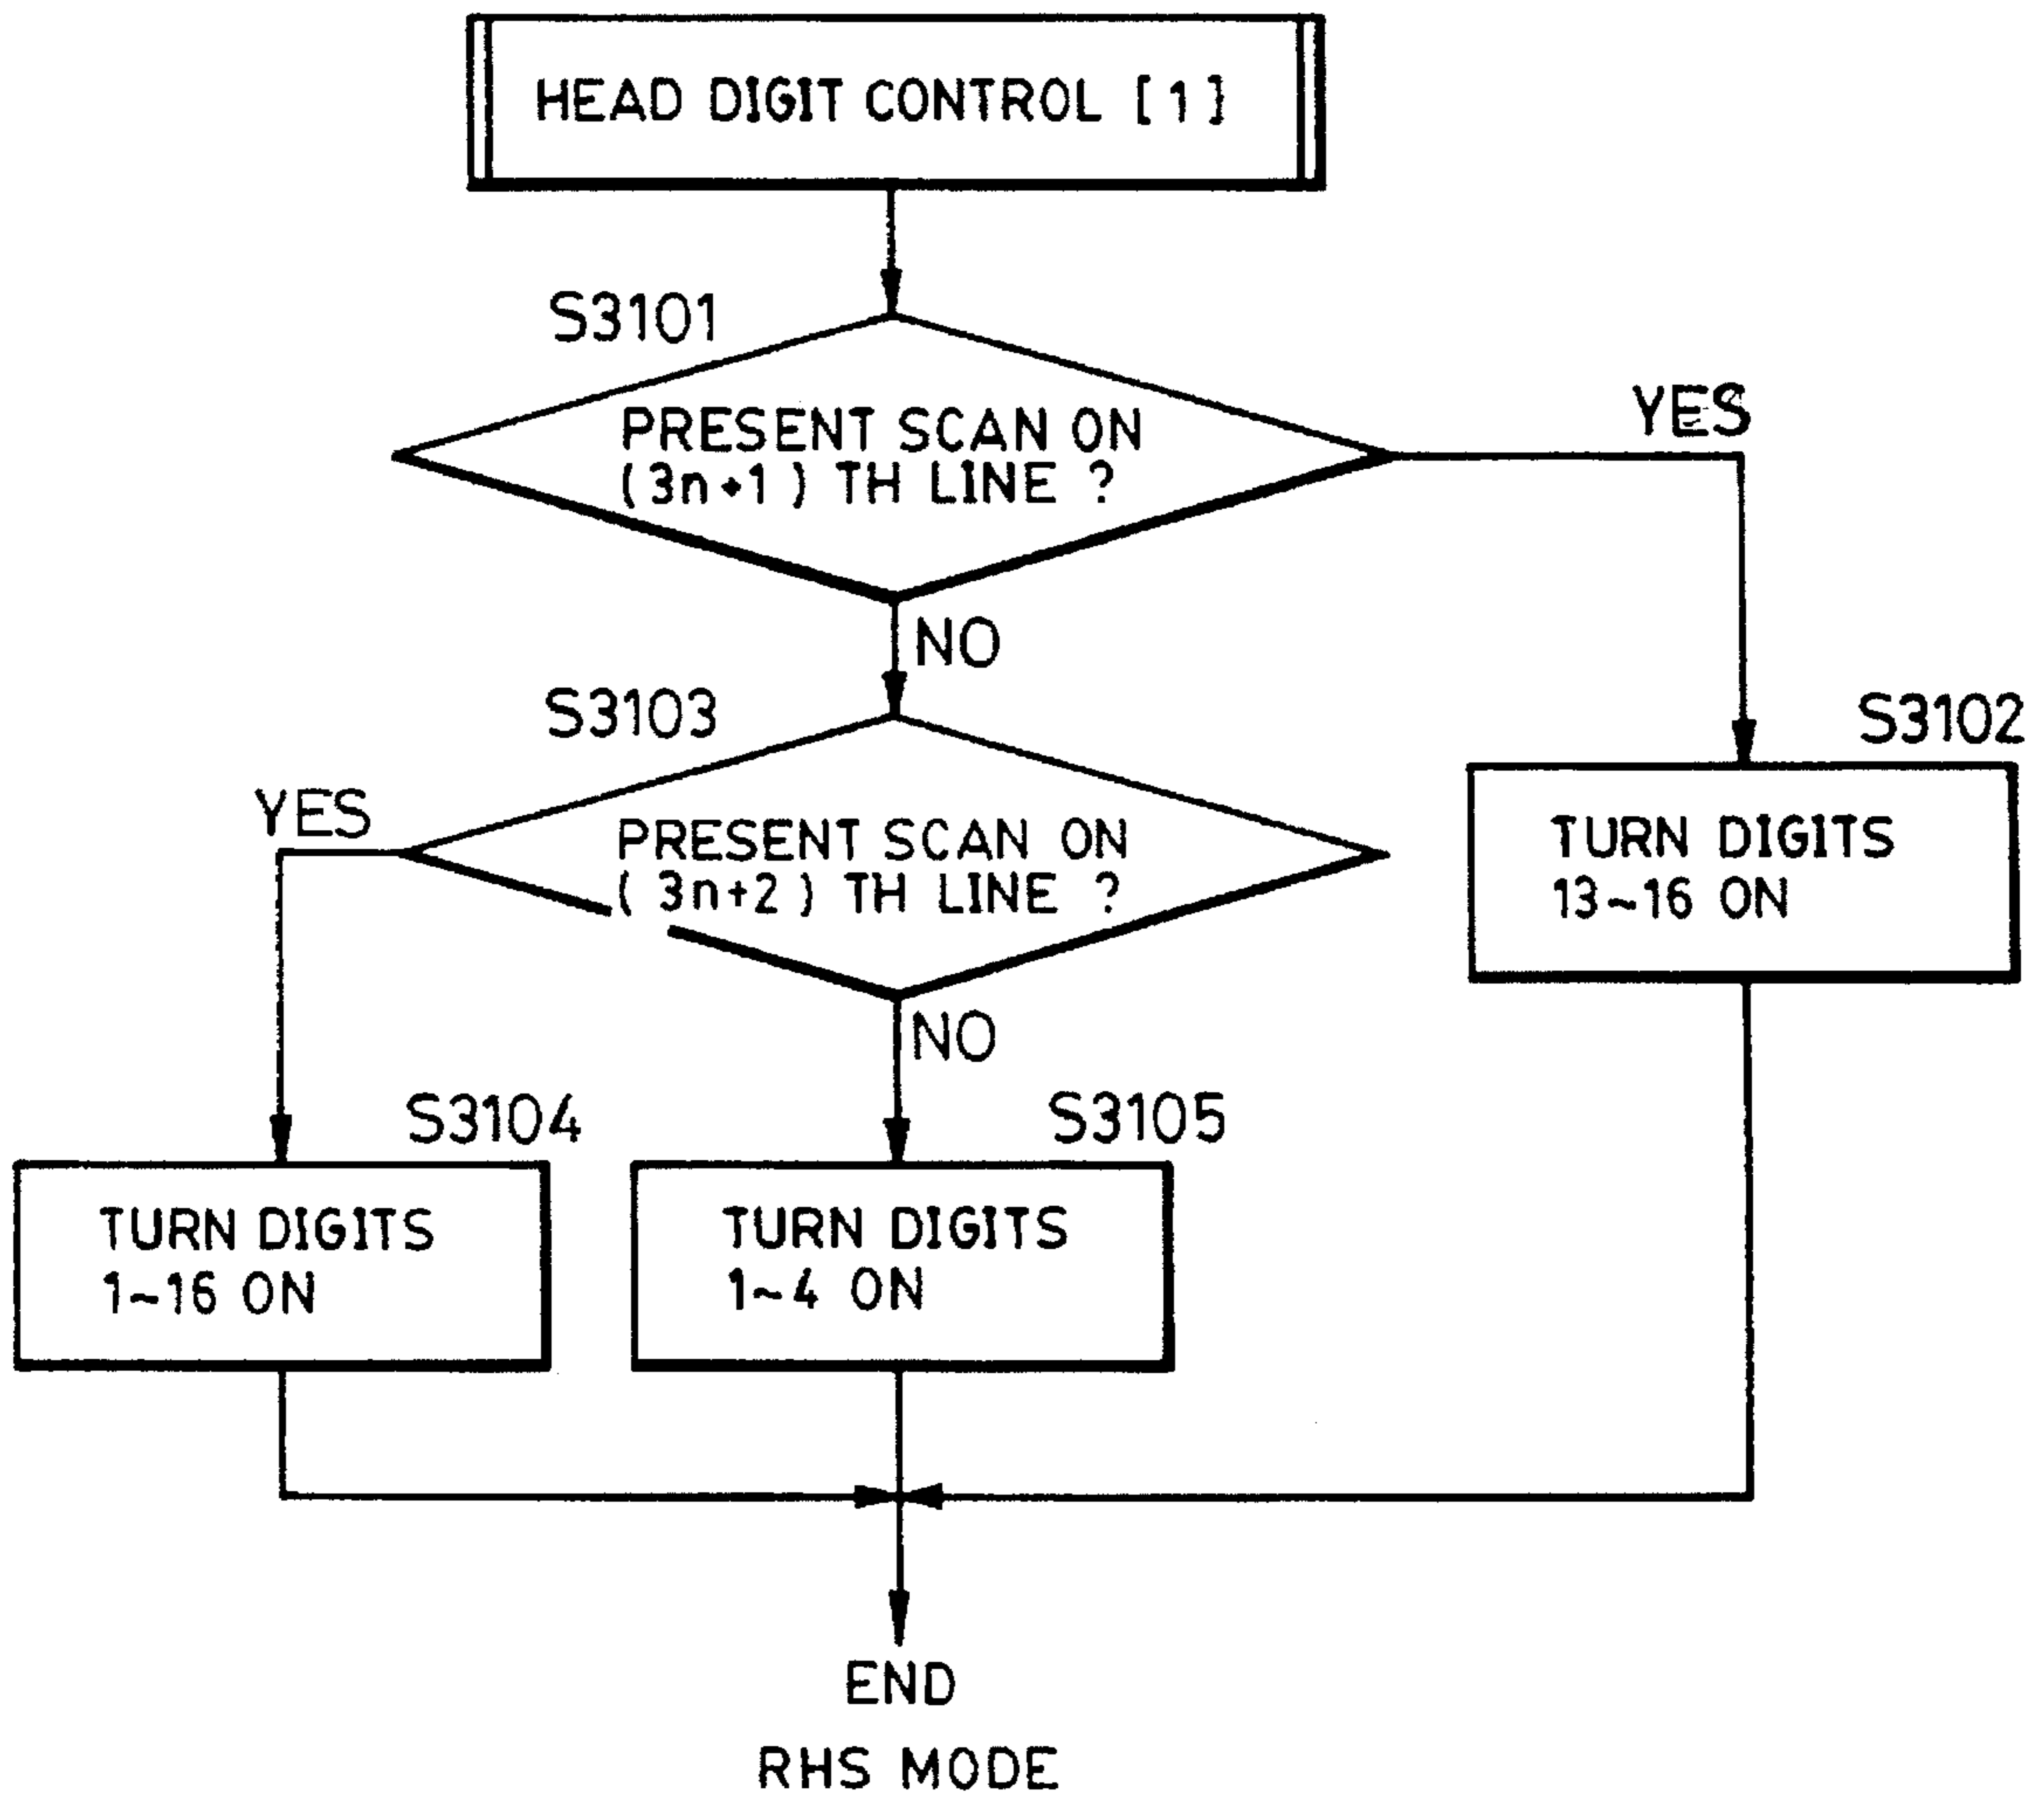 HEAD DIGIT CONTROL [1]
S3101
PRESENT SCAN ON
(3n+1) TH LINE ?
YES
NO
S3103
S3102
YES
PRESENT SCAN ON
(3n+2) TH LINE ?
TURN DIGITS
13~16 ON
NO
S3104
S3105
TURN DIGITS
1~16 ON
TURN DIGITS
1~4 ON
END
RHS MODE